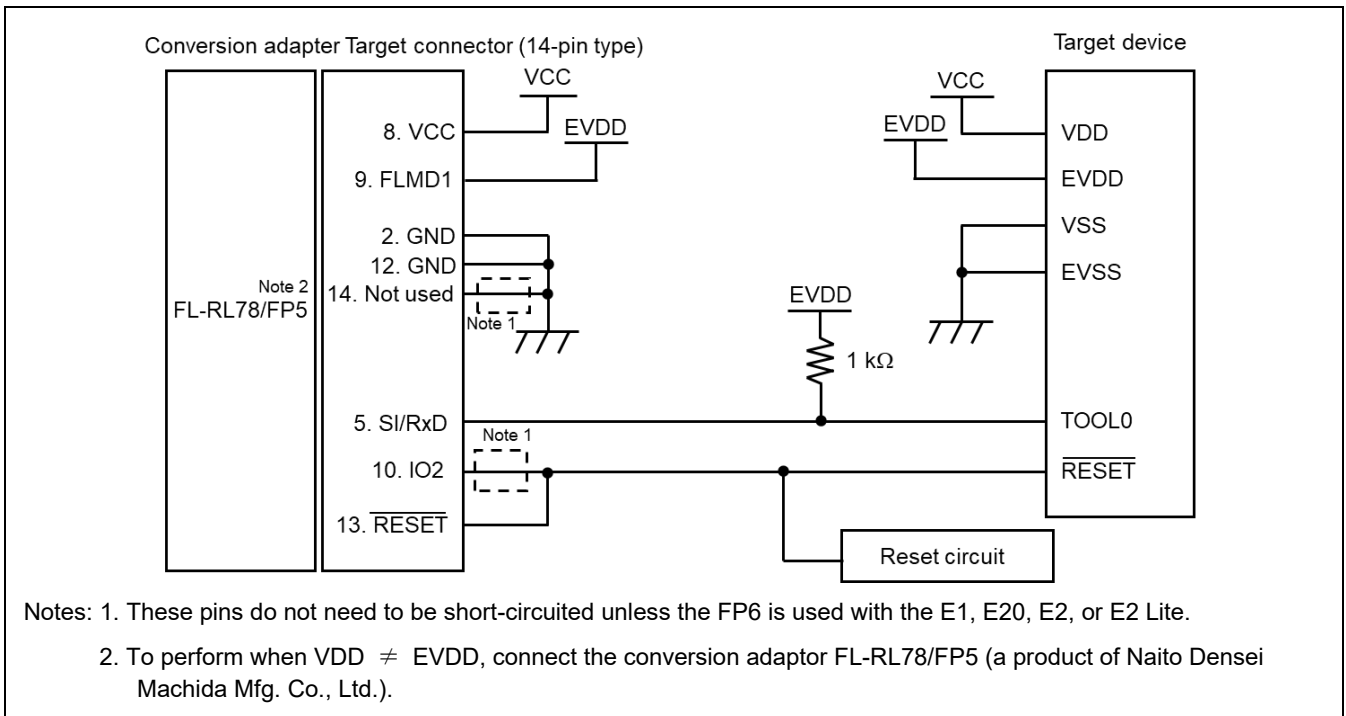 Conversion adapter Target connector (14-pin type)
Target device
VCC
VCC
EVDD
EVDD
8. VCC
VDD
9. FLMD1
EVDD
2. GND
VSS
12. GND
EVSS
Note 2
FL-RL78/FP5
14. Not used
Note 1
EVDD
1 kΩ
5. SI/RxD
TOOL0
Note 1
10. IO2
RESET
13. RESET
Reset circuit
Notes: 1. These pins do not need to be short-circuited unless the FP6 is used with the E1, E20, E2, or E2 Lite.
2. To perform when VDD ≠ EVDD, connect the conversion adaptor FL-RL78/FP5 (a product of Naito Densei
Machida Mfg. Co., Ltd.).